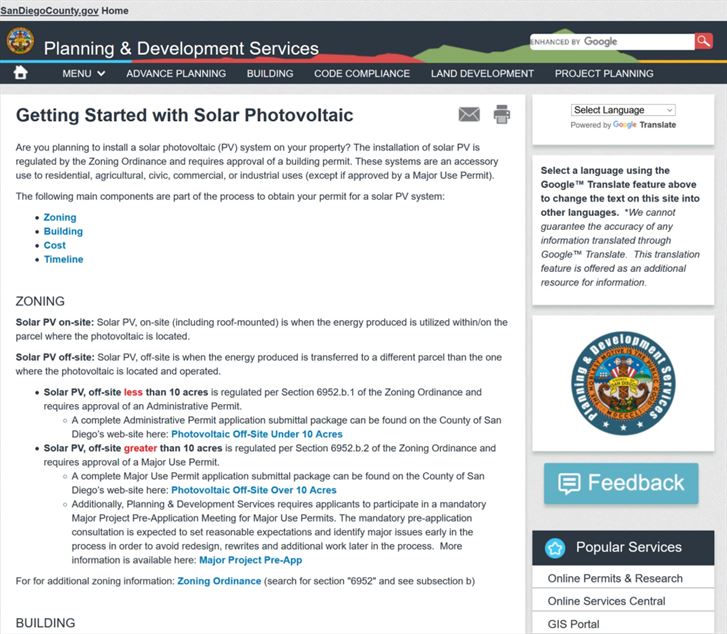 SanDiegoCounty.gov Home
Planning & Development Services
ENHANCED BY Google
MENU ADVANCE PLANNING BUILDING CODE COMPLIANCE LAND DEVELOPMENT PROJECT PLANNING
Getting Started with Solar Photovoltaic
Are you planning to install a solar photovoltaic (PV) system on your property? The installation of solar PV is
regulated by the Zoning Ordinance and requires approval of a building permit. These systems are an accessory
use to residential, agricultural, civic, commercial, or industrial uses (except if approved by a Major Use Permit).
The following main components are part of the process to obtain your permit for a solar PV system:
• Zoning
• Building
• Cost
• Timeline
ZONING
Solar PV on-site: Solar PV, on-site (including roof-mounted) is when the energy produced is utilized within/on the
parcel where the photovoltaic is located.
Solar PV off-site: Solar PV, off-site is when the energy produced is transferred to a different parcel than the one
where the photovoltaic is located and operated.
• Solar PV, off-site less than 10 acres is regulated per Section 6952.b.1 of the Zoning Ordinance and
requires approval of an Administrative Permit.
○ A complete Administrative Permit application submittal package can be found on the County of San
Diego's web-site here: Photovoltaic Off-Site Under 10 Acres
• Solar PV, off-site greater than 10 acres is regulated per Section 6952.b.2 of the Zoning Ordinance and
requires approval of a Major Use Permit.
○ A complete Major Use Permit application submittal package can be found on the County of San
Diego's web-site here: Photovoltaic Off-Site Over 10 Acres
○ Additionally, Planning & Development Services requires applicants to participate in a mandatory
Major Project Pre-Application Meeting for Major Use Permits. The mandatory pre-application
consultation is expected to set reasonable expectations and identify major issues early in the
process in order to avoid redesign, rewrites and additional work later in the process. More
information is available here: Major Project Pre-App
For for additional zoning information: Zoning Ordinance (search for section "6952" and see subsection b)
BUILDING
Select Language
Powered by Google Translate
Select a language using the
Google™ Translate feature above
to change the text on this site into
other languages. *We cannot
guarantee the accuracy of any
information translated through
Google™ Translate. This translation
feature is offered as an additional
resource for information.
Planning & Development Services
Feedback
Popular Services
Online Permits & Research
Online Services Central
GIS Portal